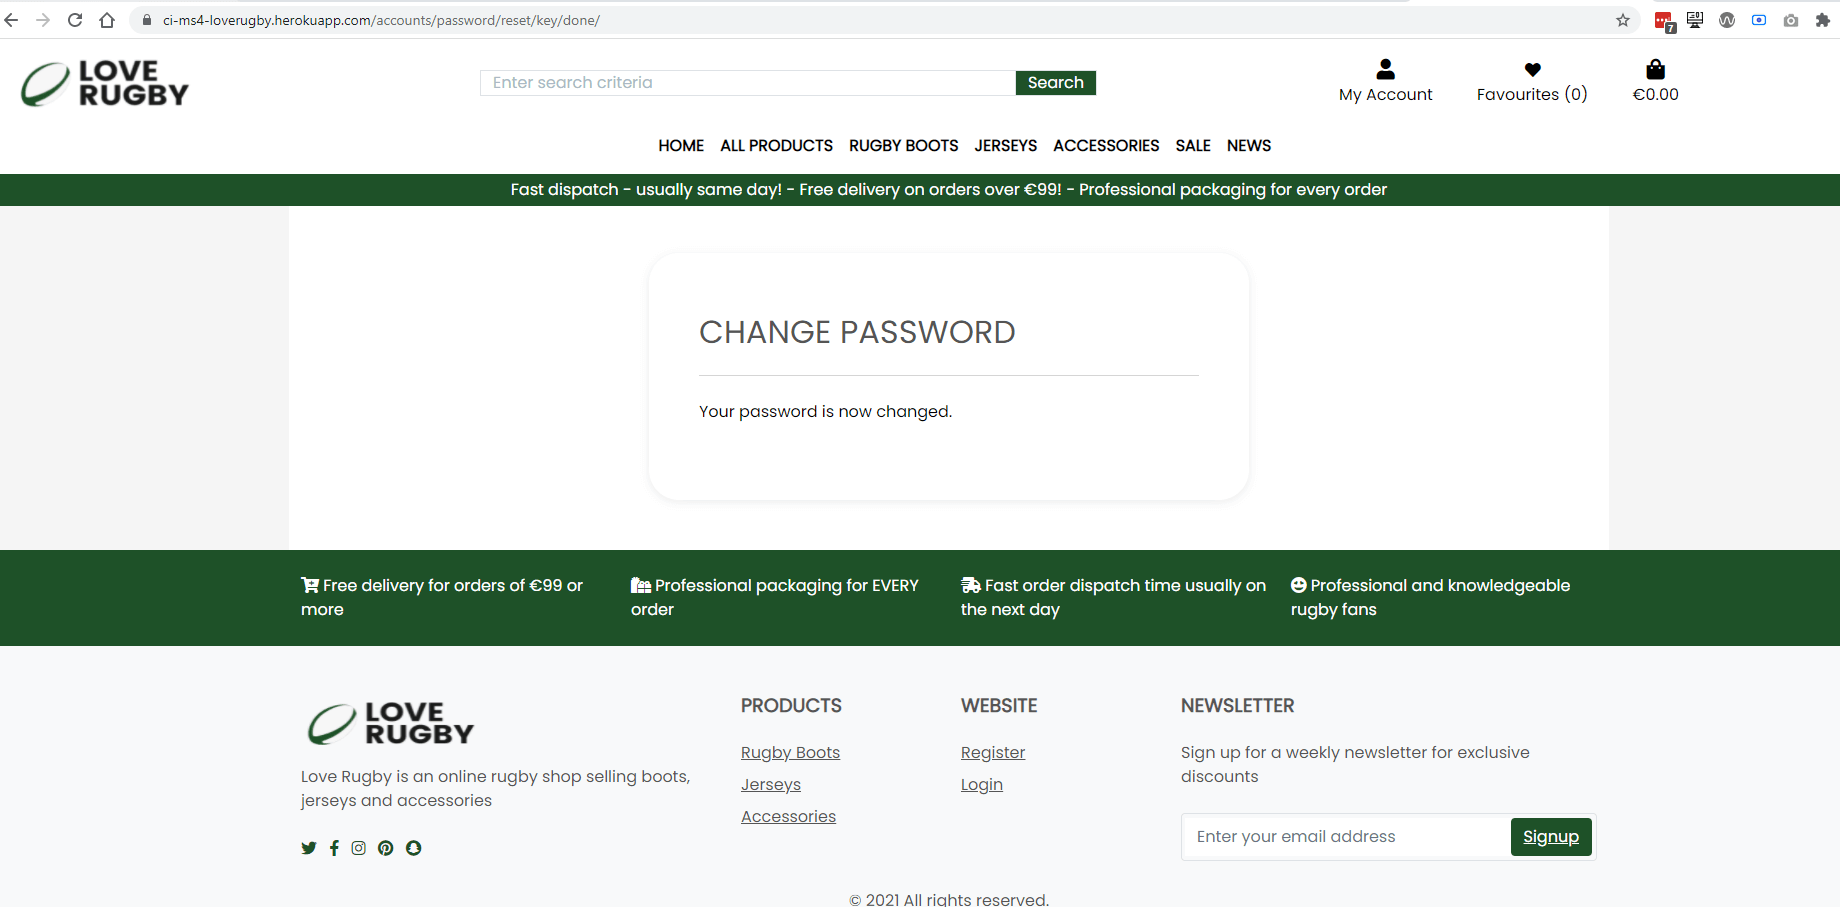 ci-ms4-loverugby.herokuapp.com/accounts/password/reset/key/done/
7
LOVE
RUGBY
Enter search criteria
Search
My Account
Favourites (0)
€0.00
HOME ALL PRODUCTS RUGBY BOOTS JERSEYS ACCESSORIES SALE NEWS
Fast dispatch - usually same day! - Free delivery on orders over €99! - Professional packaging for every order
CHANGE PASSWORD
Your password is now changed.
Free delivery for orders of €99 or
more
Professional packaging for EVERY
order
Fast order dispatch time usually on
the next day
Professional and knowledgeable
rugby fans
LOVE
RUGBY
Love Rugby is an online rugby shop selling boots,
jerseys and accessories
PRODUCTS
Rugby Boots
Jerseys
Accessories
WEBSITE
Register
Login
NEWSLETTER
Sign up for a weekly newsletter for exclusive
discounts
Enter your email address
Signup
© 2021 All rights reserved.